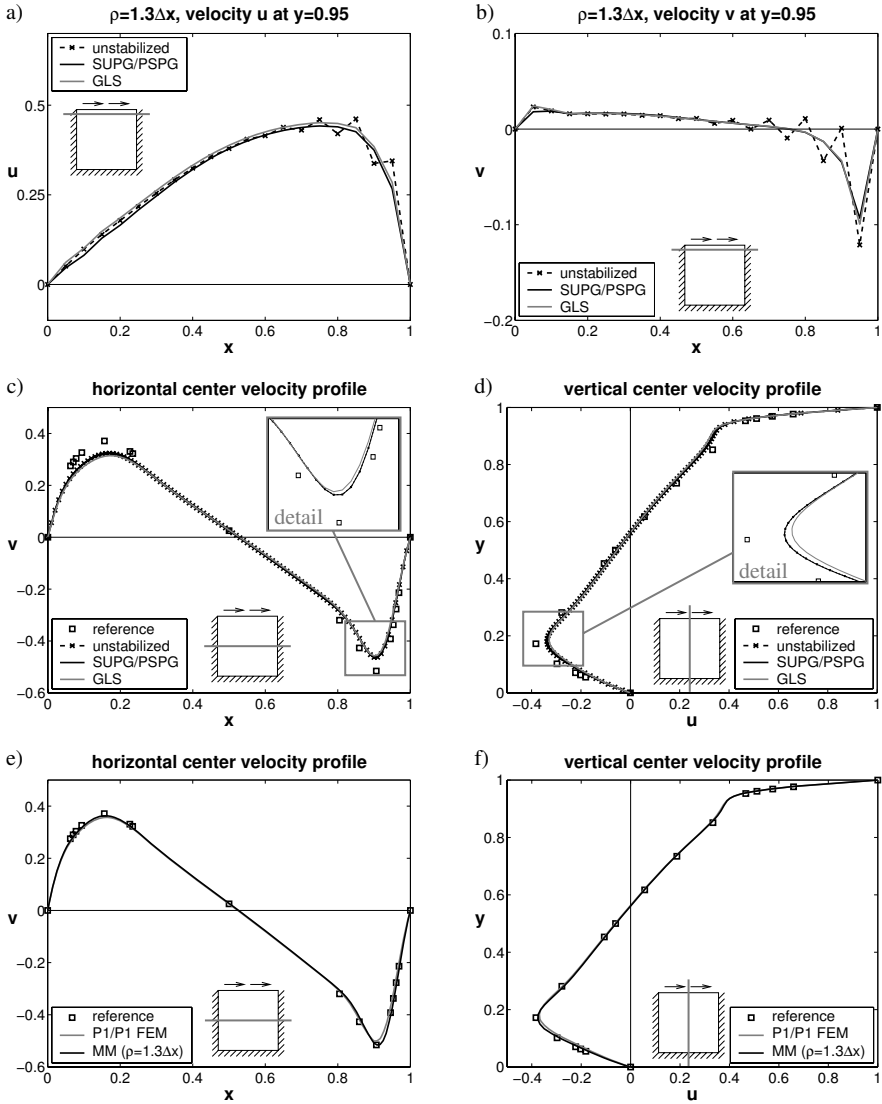 a)
ρ=1.3Δx, velocity u at y=0.95
unstabilized
SUPG/PSPG
GLS
0.5
0.25
0
u
0
0.2
0.4
0.6
0.8
1
x
b)
ρ=1.3Δx, velocity v at y=0.95
0.1
0
-0.1
-0.2
v
unstabilized
SUPG/PSPG
GLS
0
0.2
0.4
0.6
0.8
1
x
c)
horizontal center velocity profile
0.4
0.2
0
-0.2
-0.4
-0.6
v
detail
reference
unstabilized
SUPG/PSPG
GLS
0
0.2
0.4
0.6
0.8
1
x
d)
vertical center velocity profile
1
0.8
0.6
0.4
0.2
0
y
detail
reference
unstabilized
SUPG/PSPG
GLS
-0.4
-0.2
0
0.2
0.4
0.6
0.8
1
u
e)
horizontal center velocity profile
0.4
0.2
0
-0.2
-0.4
-0.6
v
reference
P1/P1 FEM
MM (ρ=1.3Δx)
0
0.2
0.4
0.6
0.8
1
x
f)
vertical center velocity profile
1
0.8
0.6
0.4
0.2
0
y
reference
P1/P1 FEM
MM (ρ=1.3Δx)
-0.4
-0.2
0
0.2
0.4
0.6
0.8
1
u